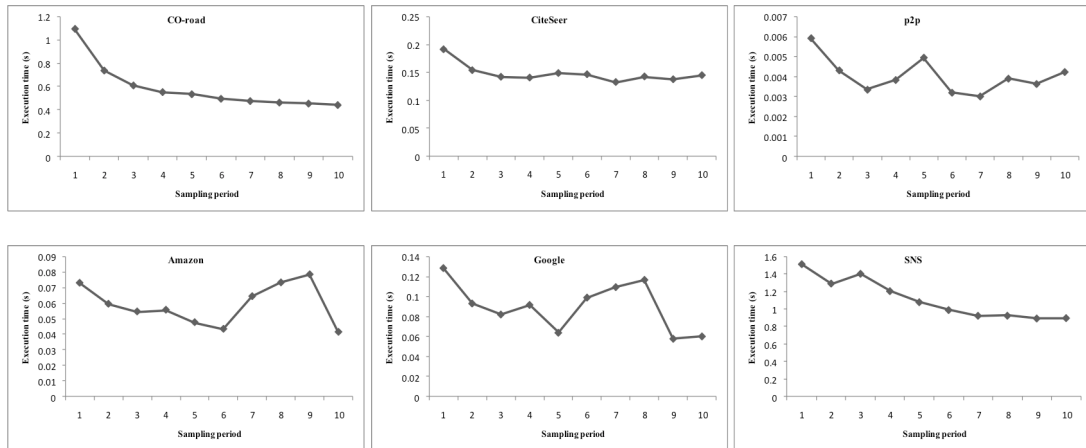 CO-road
Execution time (s)
1.2
1
0.8
0.6
0.4
0.2
0
1 2 3 4 5 6 7 8 9 10
Sampling period
CiteSeer
Execution time (s)
0.25
0.2
0.15
0.1
0.05
0
1 2 3 4 5 6 7 8 9 10
Sampling period
p2p
Execution time (s)
0.007
0.006
0.005
0.004
0.003
0.002
0.001
0
1 2 3 4 5 6 7 8 9 10
Sampling period
Amazon
Execution time (s)
0.09
0.08
0.07
0.06
0.05
0.04
0.03
0.02
0.01
0
1 2 3 4 5 6 7 8 9 10
Sampling period
Google
Execution time (s)
0.14
0.12
0.1
0.08
0.06
0.04
0.02
0
1 2 3 4 5 6 7 8 9 10
Sampling period
SNS
Execution time (s)
1.6
1.4
1.2
1
0.8
0.6
0.4
0.2
0
1 2 3 4 5 6 7 8 9 10
Sampling period